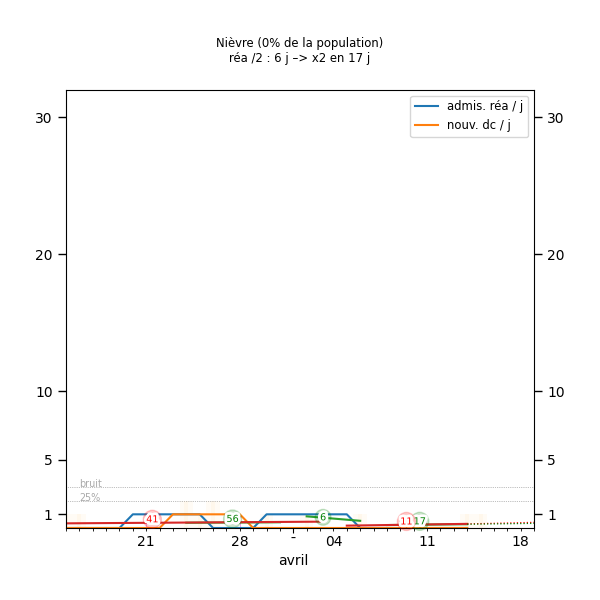 Nièvre (0% de la population)
réa /2 : 6 j –> x2 en 17 j
admis. réa / j
nouv. dc / j
30 30
20 20
10 10
5 5
bruit
25%
1 41 56 6 11 17 1
21 28 - 04 11 18
avril